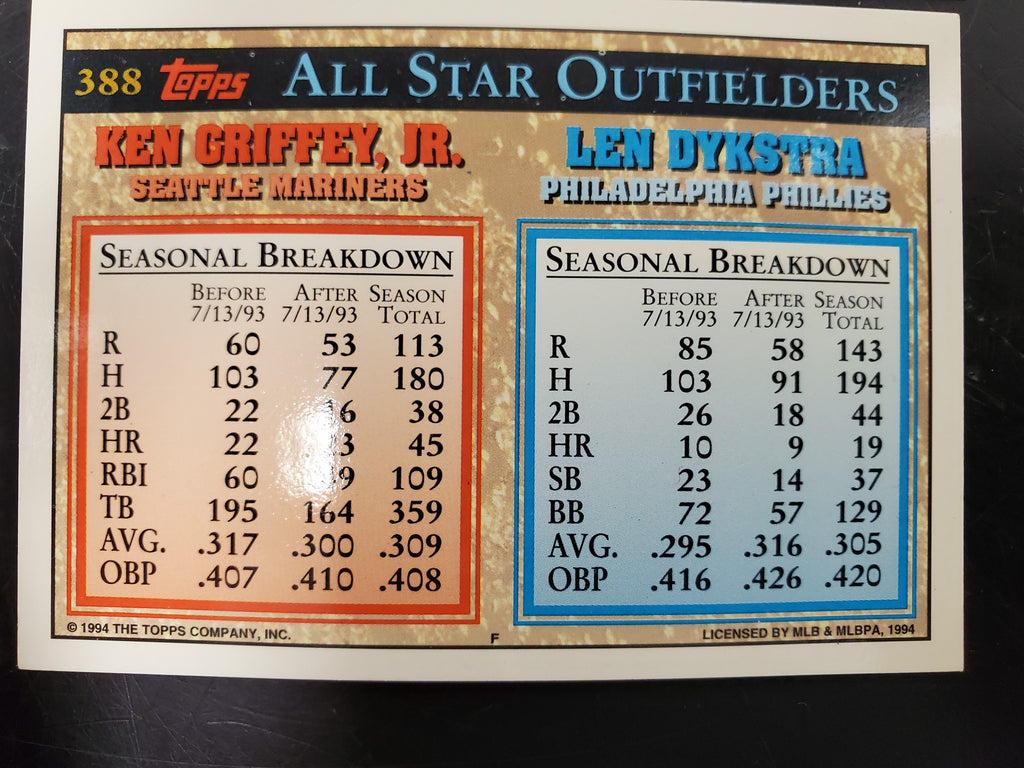 388 Topps ALL STAR OUTFIELDERS
KEN GRIFFEY, JR.
SEATTLE MARINERS
SEASONAL BREAKDOWN
BEFORE AFTER SEASON
7/13/93 7/13/93 TOTAL
R 60 53 113
H 103 77 180
2B 22 16 38
HR 22 45
RBI 60 109
TB 195 164 359
AVG. .317 .300 .309
OBP .407 .410 .408
© 1994 THE TOPPS COMPANY, INC.
LEN DYKSTRA
PHILADELPHIA PHILLIES
SEASONAL BREAKDOWN
BEFORE AFTER SEASON
7/13/93 7/13/93 TOTAL
R 85 58 143
H 103 91 194
2B 26 18 44
HR 10 9 19
SB 23 14 37
BB 72 57 129
AVG. .295 .316 .305
OBP .416 .426 .420
F
LICENSED BY MLB & MLBPA, 1994